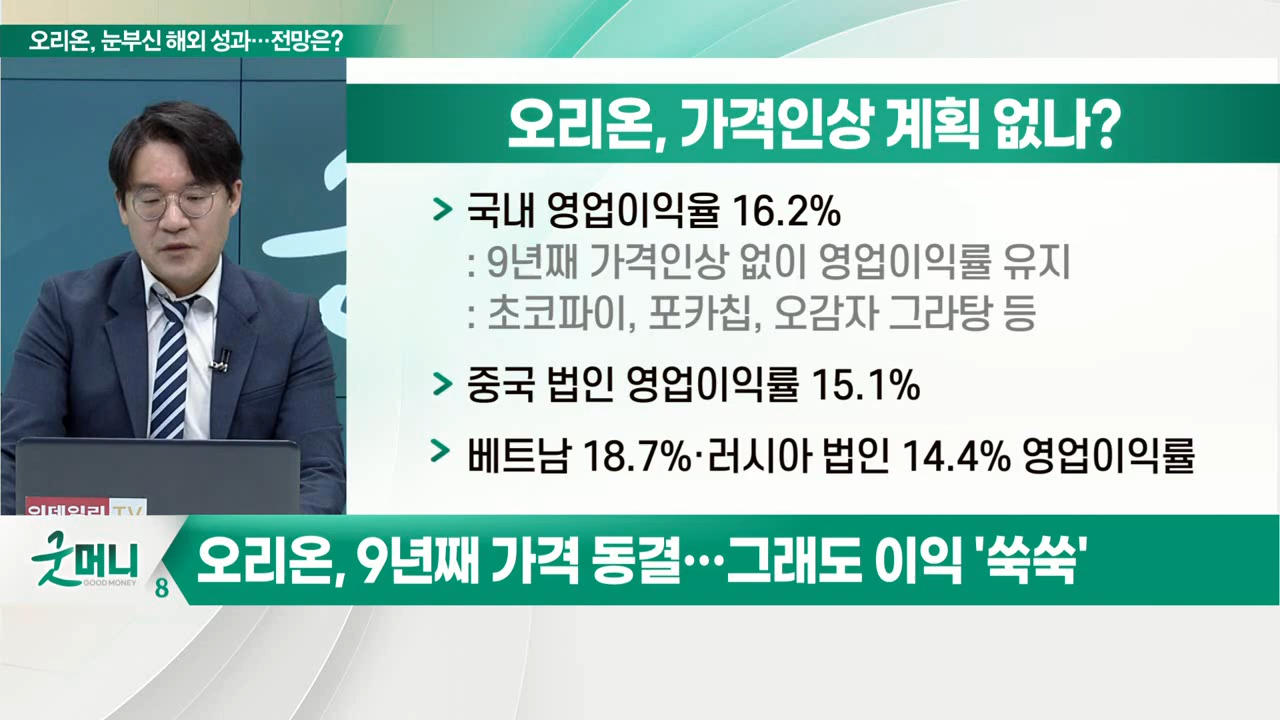 오리온, 눈부신 해외 성과…전망은?
오리온, 가격인상 계획 없나?
> 국내 영업이익율 16.2%
: 9년째 가격인상 없이 영업이익률 유지
: 초코파이, 포카칩, 오감자 그라탕 등
> 중국 법인 영업이익률 15.1%
> 베트남 18.7%·러시아 법인 14.4% 영업이익률
이데일리 TV
굿머니
GOOD MONEY
8
오리온, 9년째 가격 동결…그래도 이익 '쑥쑥'